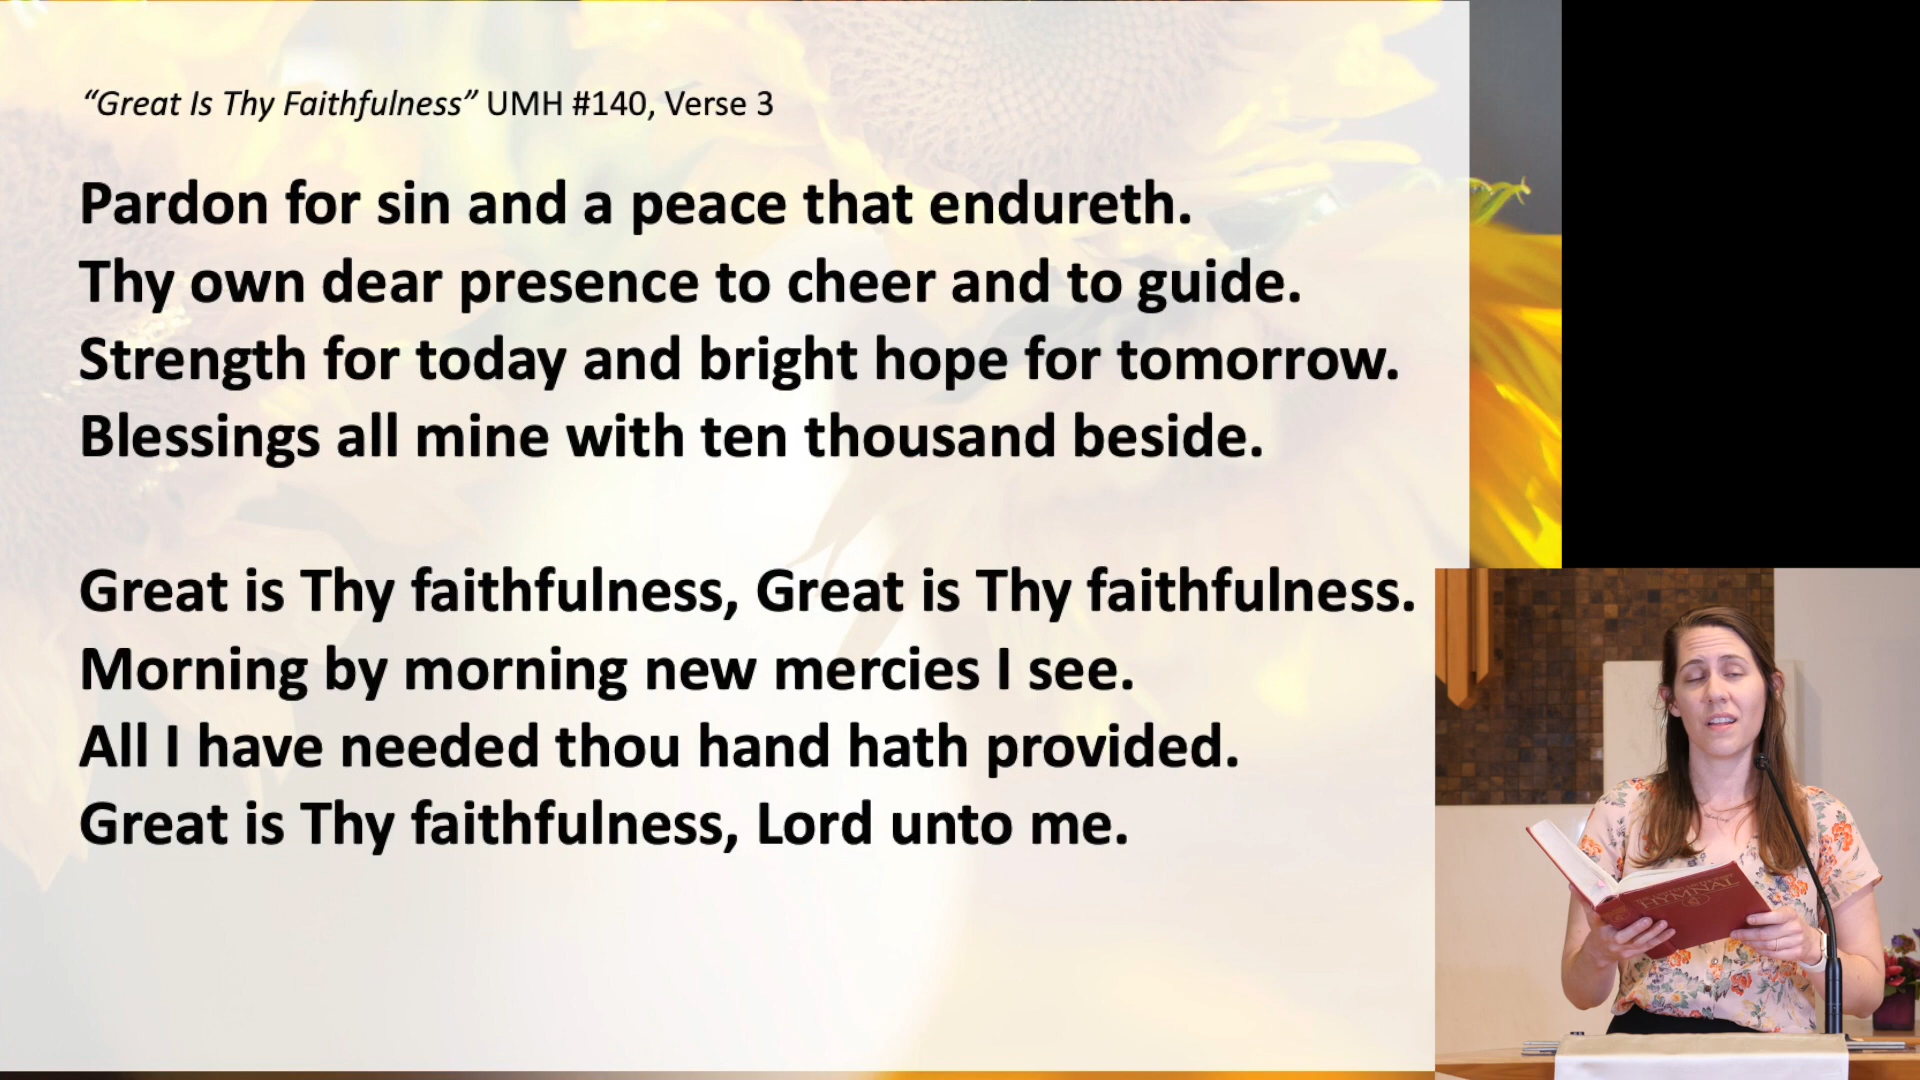 “Great Is Thy Faithfulness” UMH #140, Verse 3
Pardon for sin and a peace that endureth.
Thy own dear presence to cheer and to guide.
Strength for today and bright hope for tomorrow.
Blessings all mine with ten thousand beside.
Great is Thy faithfulness, Great is Thy faithfulness.
Morning by morning new mercies I see.
All I have needed thou hand hath provided.
Great is Thy faithfulness, Lord unto me.
HYMNAL